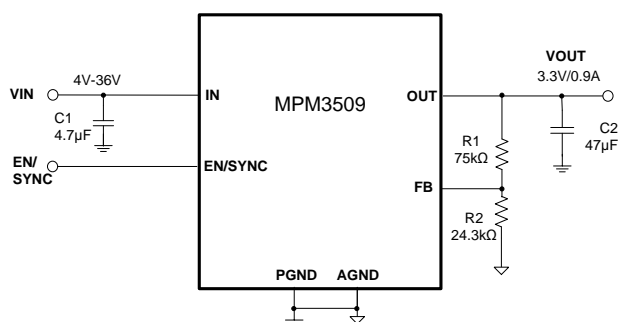 VIN
4V-36V
C1
4.7µF
EN/
SYNC
IN
EN/SYNC
MPM3509
OUT
FB
PGND
AGND
R1
75kΩ
R2
24.3kΩ
VOUT
3.3V/0.9A
C2
47µF